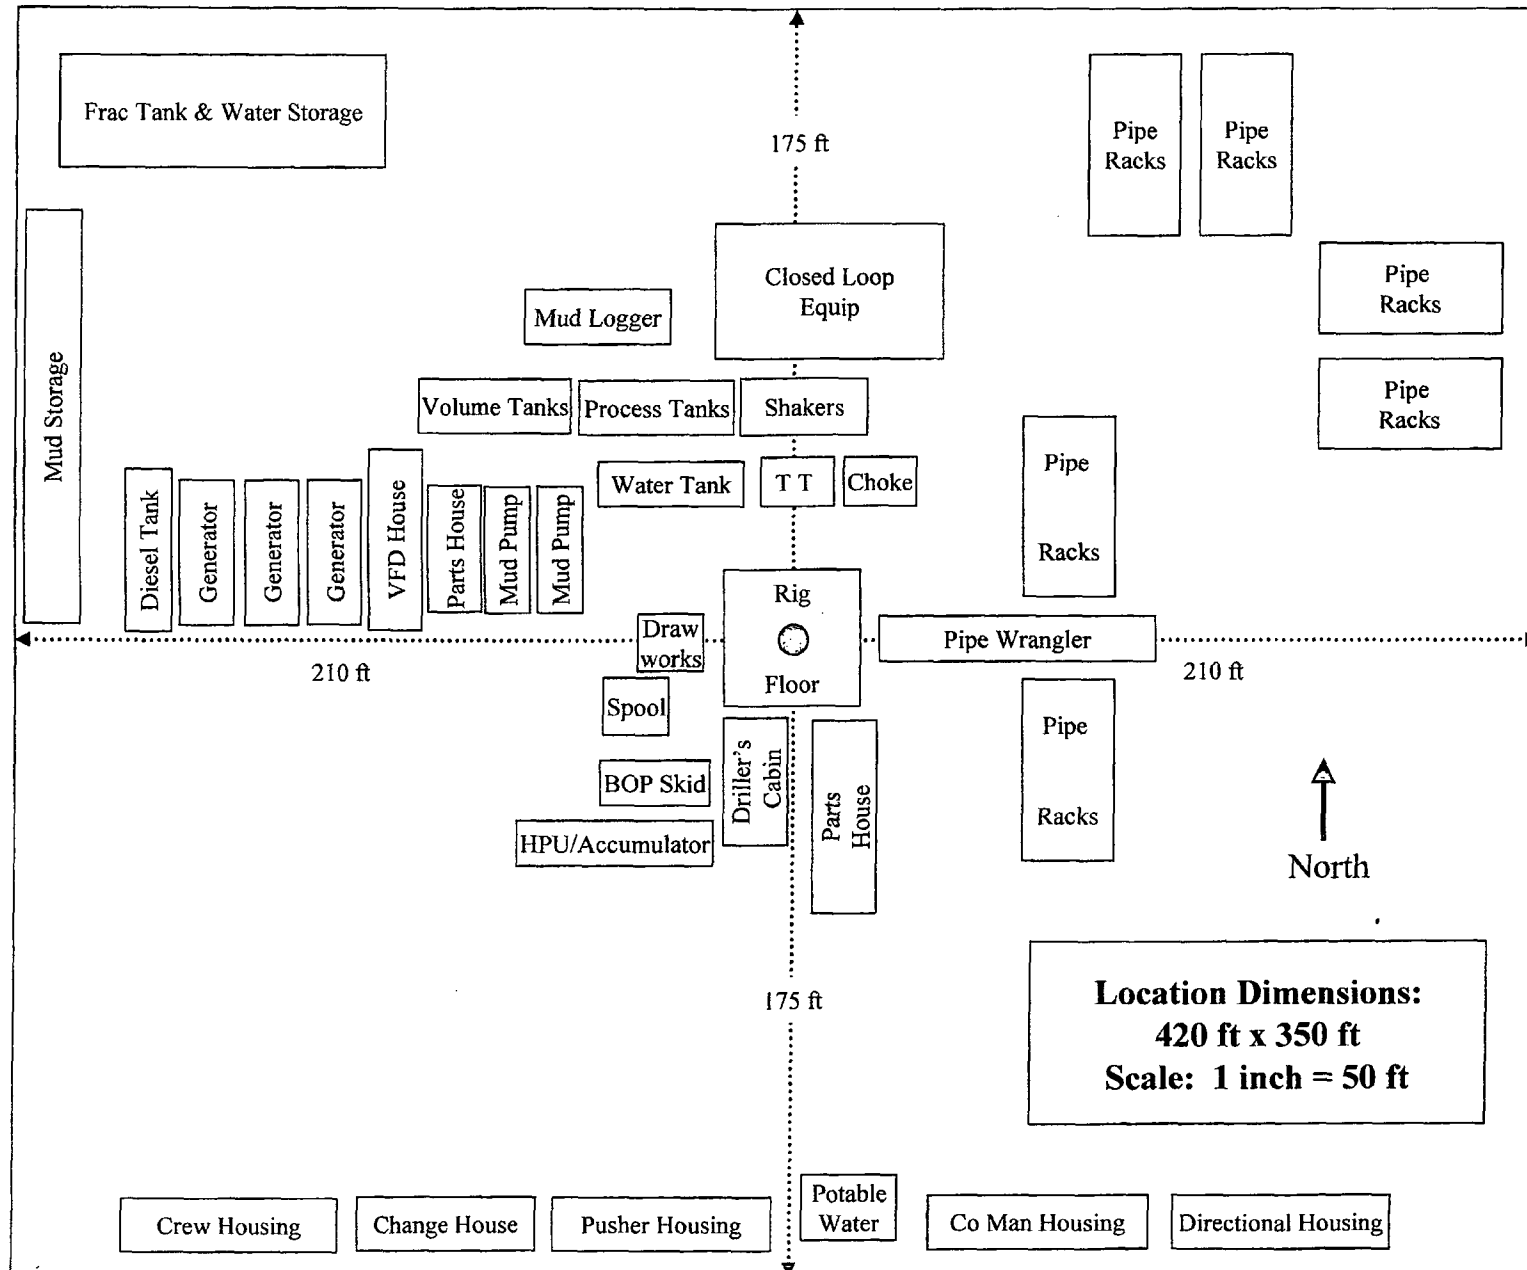 175 ft
Frac Tank & Water Storage
Pipe
Racks
Pipe
Racks
Mud Storage
Closed Loop
Equip
Mud Logger
Pipe
Racks
Pipe
Racks
Volume Tanks
Process Tanks
Shakers
Water Tank
T T
Choke
Pipe
Racks
Diesel Tank
Generator
Generator
Generator
VFD House
Parts House
Mud Pump
Mud Pump
Rig
Floor
Draw
works
Pipe Wrangler
210 ft
210 ft
Spool
BOP Skid
HPU/Accumulator
Driller's
Cabin
Parts
House
Pipe
Racks
North
175 ft
Location Dimensions:
420 ft x 350 ft
Scale: 1 inch = 50 ft
Crew Housing
Change House
Pusher Housing
Potable
Water
Co Man Housing
Directional Housing